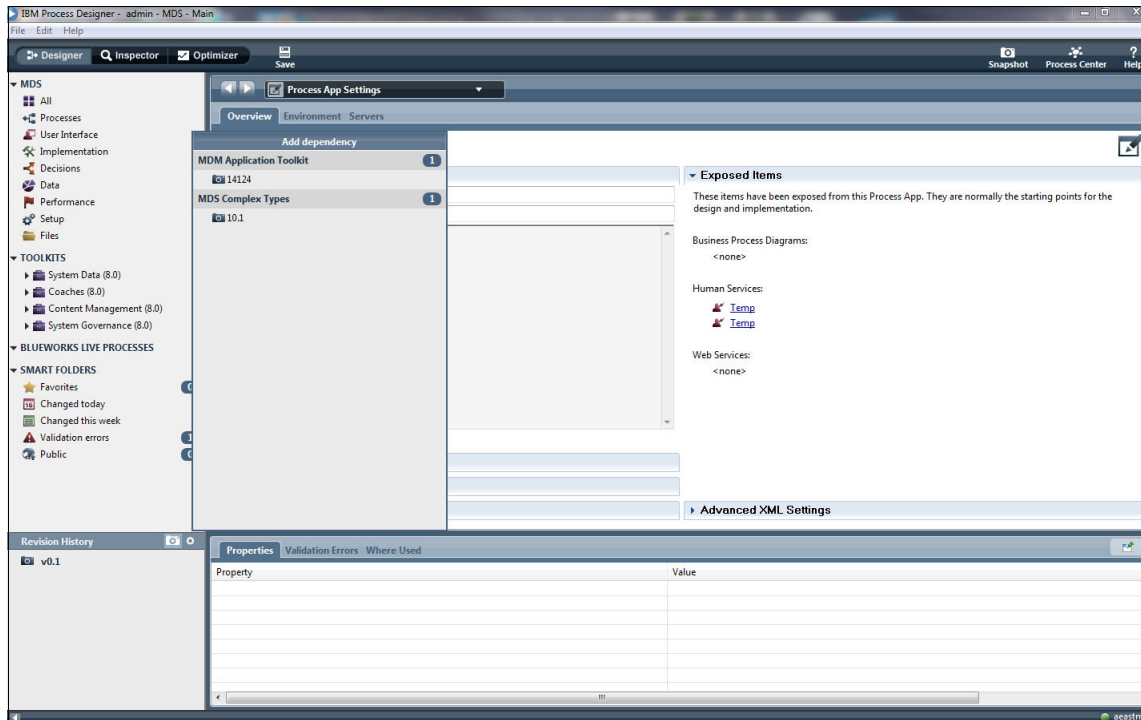 IBM Process Designer - admin - MDS - Main
File Edit Help
Designer Inspector Optimizer Save Snapshot Process Center Help
MDS
All
Processes
User Interface
Implementation
Decisions
Data
Performance
Setup
Files
TOOLKITS
System Data (8.0)
Coaches (8.0)
Content Management (8.0)
System Governance (8.0)
BLUEWORKS LIVE PROCESSES
SMART FOLDERS
Favorites
Changed today
Changed this week
Validation errors
Public
Revision History
v0.1
Process App Settings
Overview Environment Servers
Add dependency
MDM Application Toolkit 1
14124
MDS Complex Types 1
10.1
Exposed Items
These items have been exposed from this Process App. They are normally the starting points for the
design and implementation.
Business Process Diagrams:
<none>
Human Services:
Temp
Temp
Web Services:
<none>
Advanced XML Settings
Properties Validation Errors Where Used
Property Value